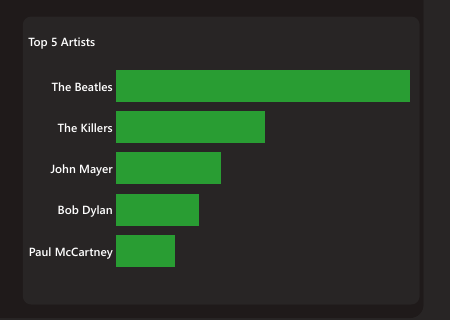 Top 5 Artists
The Beatles
The Killers
John Mayer
Bob Dylan
Paul McCartney